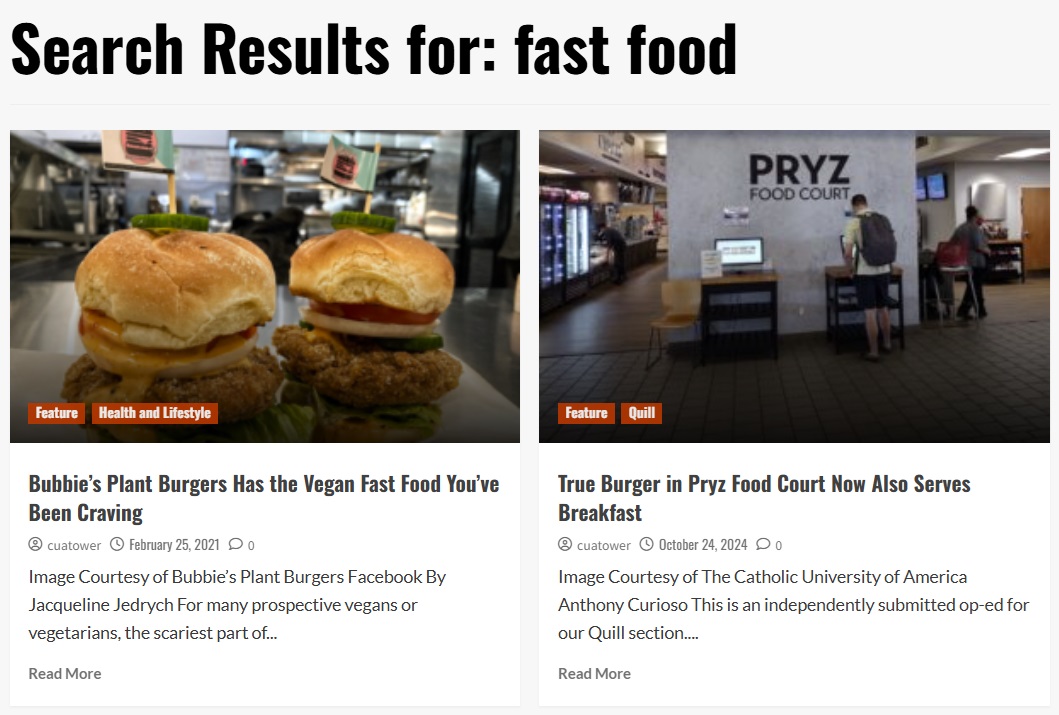 Search Results for: fast food
PRYZ
FOOD COURT
Feature
Health and Lifestyle
Feature
Quill
Bubbie’s Plant Burgers Has the Vegan Fast Food You’ve
Been Craving
cuatower February 25, 2021 0
Image Courtesy of Bubbie’s Plant Burgers Facebook By
Jacqueline Jedrych For many prospective vegans or
vegetarians, the scariest part of...
Read More
True Burger in Pryz Food Court Now Also Serves
Breakfast
cuatower October 24, 2024 0
Image Courtesy of The Catholic University of America
Anthony Curioso This is an independently submitted op-ed for
our Quill section....
Read More